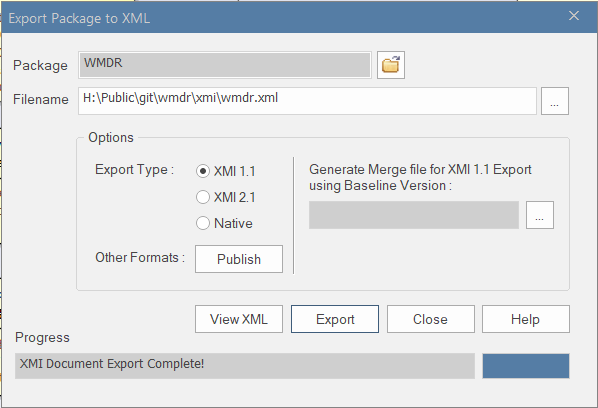 Export Package to XML
Package
WMDR
Filename
H:\Public\git\wmdr\xmi\wmdr.xml
...
Options
Export Type :
XMI 1.1
XMI 2.1
Native
Generate Merge file for XMI 1.1 Export
using Baseline Version :
...
Other Formats :
Publish
View XML
Export
Close
Help
Progress
XMI Document Export Complete!